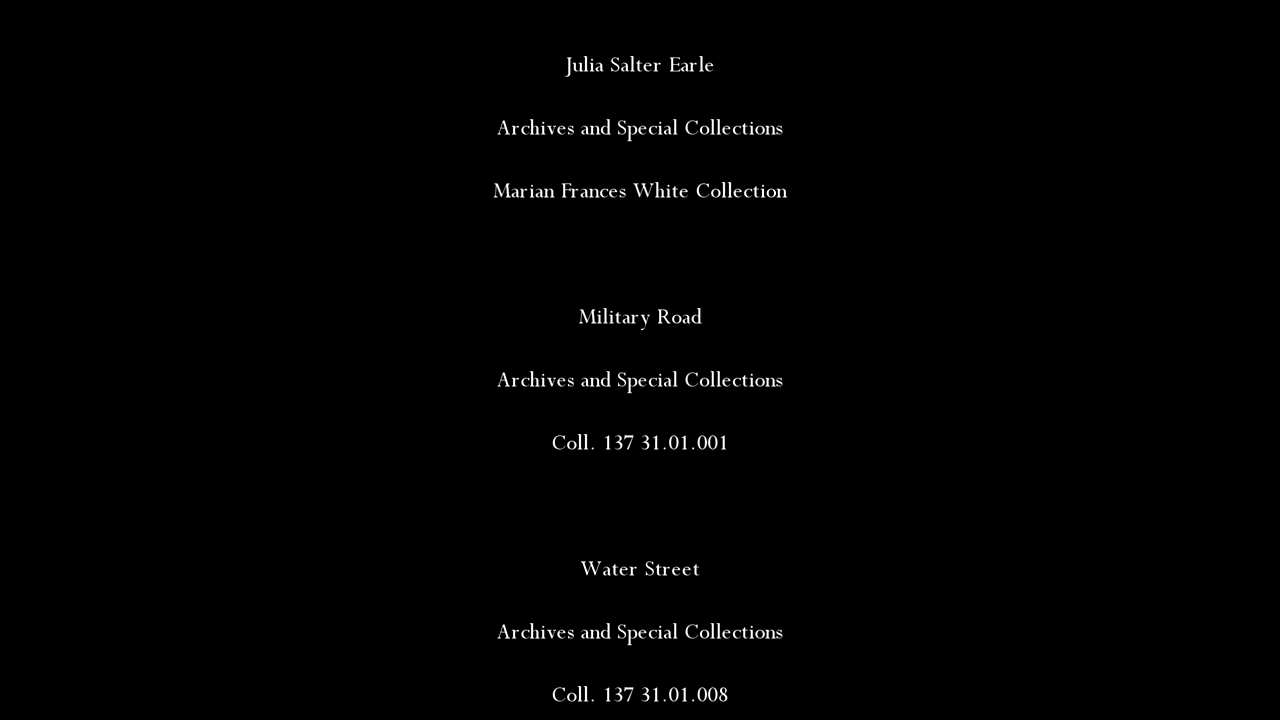 Julia Salter Earle
Archives and Special Collections
Marian Frances White Collection
Military Road
Archives and Special Collections
Coll. 137 31.01.001
Water Street
Archives and Special Collections
Coll. 137 31.01.008